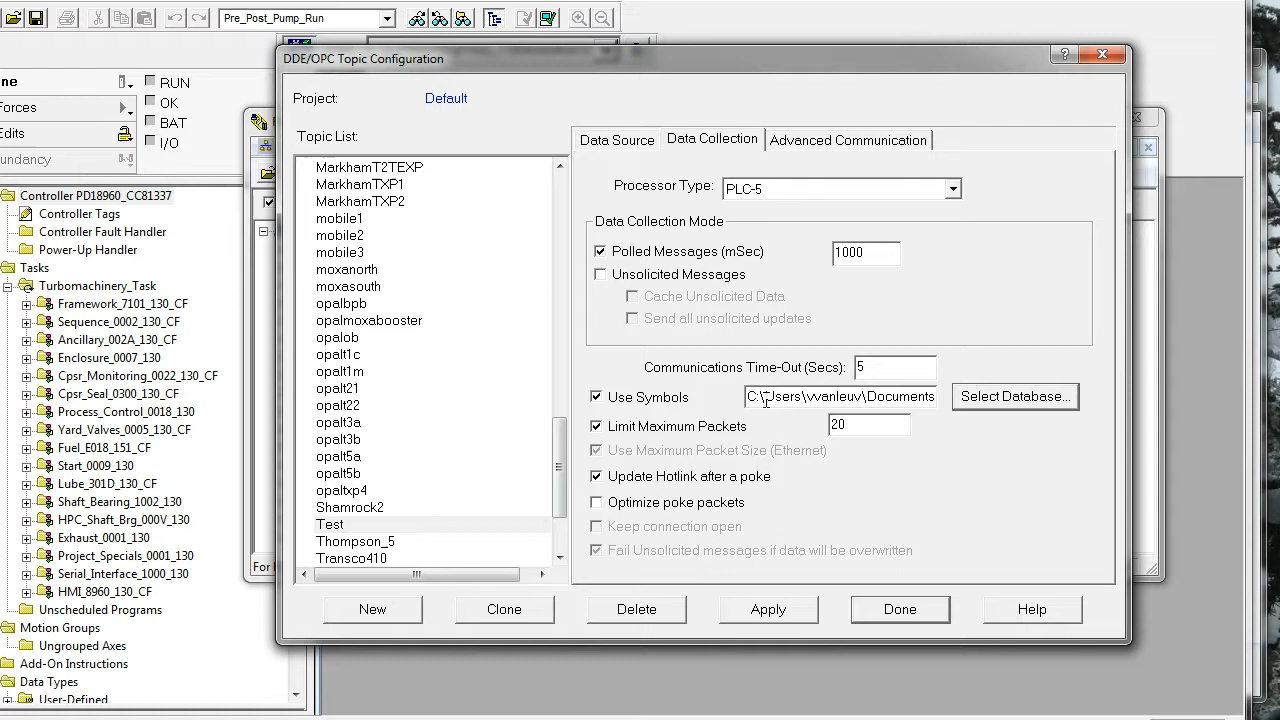 Pre_Post_Pump_Run
DDE/OPC Topic Configuration
ne
RUN
Forces
OK
Edits
BAT
undancy
I/O
Controller PD18960_CC81337
Controller Tags
Controller Fault Handler
Power-Up Handler
Tasks
Turbomachinery_Task
Framework_7101_130_CF
Sequence_0002_130_CF
Ancillary_002A_130_CF
Enclosure_0007_130
Cpsr_Monitoring_0022_130_CF
Cpsr_Seal_0300_130_CF
Process_Control_0018_130
Yard_Valves_0005_130_CF
Fuel_E018_151_CF
Start_0009_130
Lube_301D_130_CF
Shaft_Bearing_1002_130
HPC_Shaft_Brg_000V_130
Exhaust_0001_130
Project_Specials_0001_130
Serial_Interface_1000_130
HMI_8960_130_CF
Unscheduled Programs
Motion Groups
Ungrouped Axes
Add-On Instructions
Data Types
User-Defined
Project: Default
Topic List:
MarkhamT2TEXP
MarkhamTXP1
MarkhamTXP2
mobile1
mobile2
mobile3
moxanorth
moxasouth
opalbpb
opalmoxabooster
opalob
opalt1c
opalt1m
opalt21
opalt22
opalt3a
opalt3b
opalt5a
opalt5b
opaltxp4
Shamrock2
Test
Thompson_5
Transco410
Data Source Data Collection Advanced Communication
Processor Type: PLC-5
Data Collection Mode
Polled Messages (mSec) 1000
Unsolicited Messages
Cache Unsolicited Data
Send all unsolicited updates
Communications Time-Out (Secs): 5
Use Symbols C:\Users\vvanleuv\Documents Select Database...
Limit Maximum Packets 20
Use Maximum Packet Size (Ethernet)
Update Hotlink after a poke
Optimize poke packets
Keep connection open
Fail Unsolicited messages if data will be overwritten
New Clone Delete Apply Done Help
For